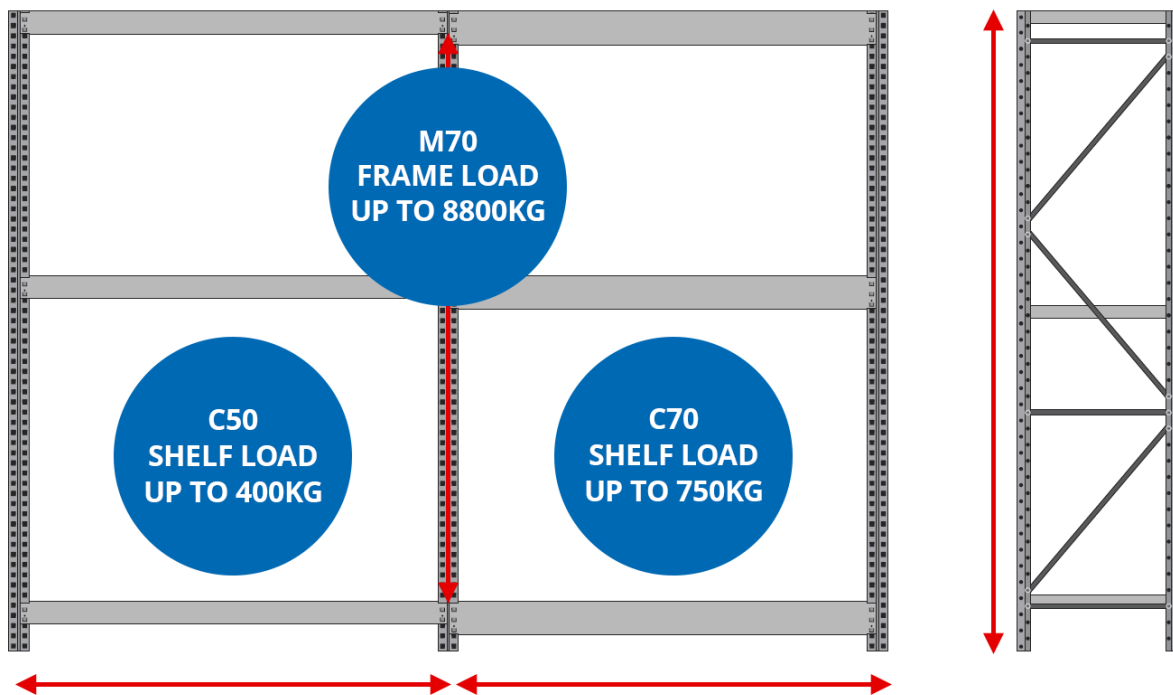 M70
FRAME LOAD
UP TO 8800KG
C50
SHELF LOAD
UP TO 400KG
C70
SHELF LOAD
UP TO 750KG